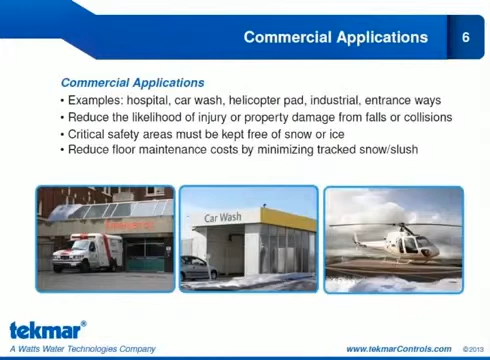 Commercial Applications 6
Commercial Applications
• Examples: hospital, car wash, helicopter pad, industrial, entrance ways
• Reduce the likelihood of injury or property damage from falls or collisions
• Critical safety areas must be kept free of snow or ice
• Reduce floor maintenance costs by minimizing tracked snow/slush
Car Wash
tekmar®
A Watts Water Technologies Company
www.tekmarControls.com ©2013